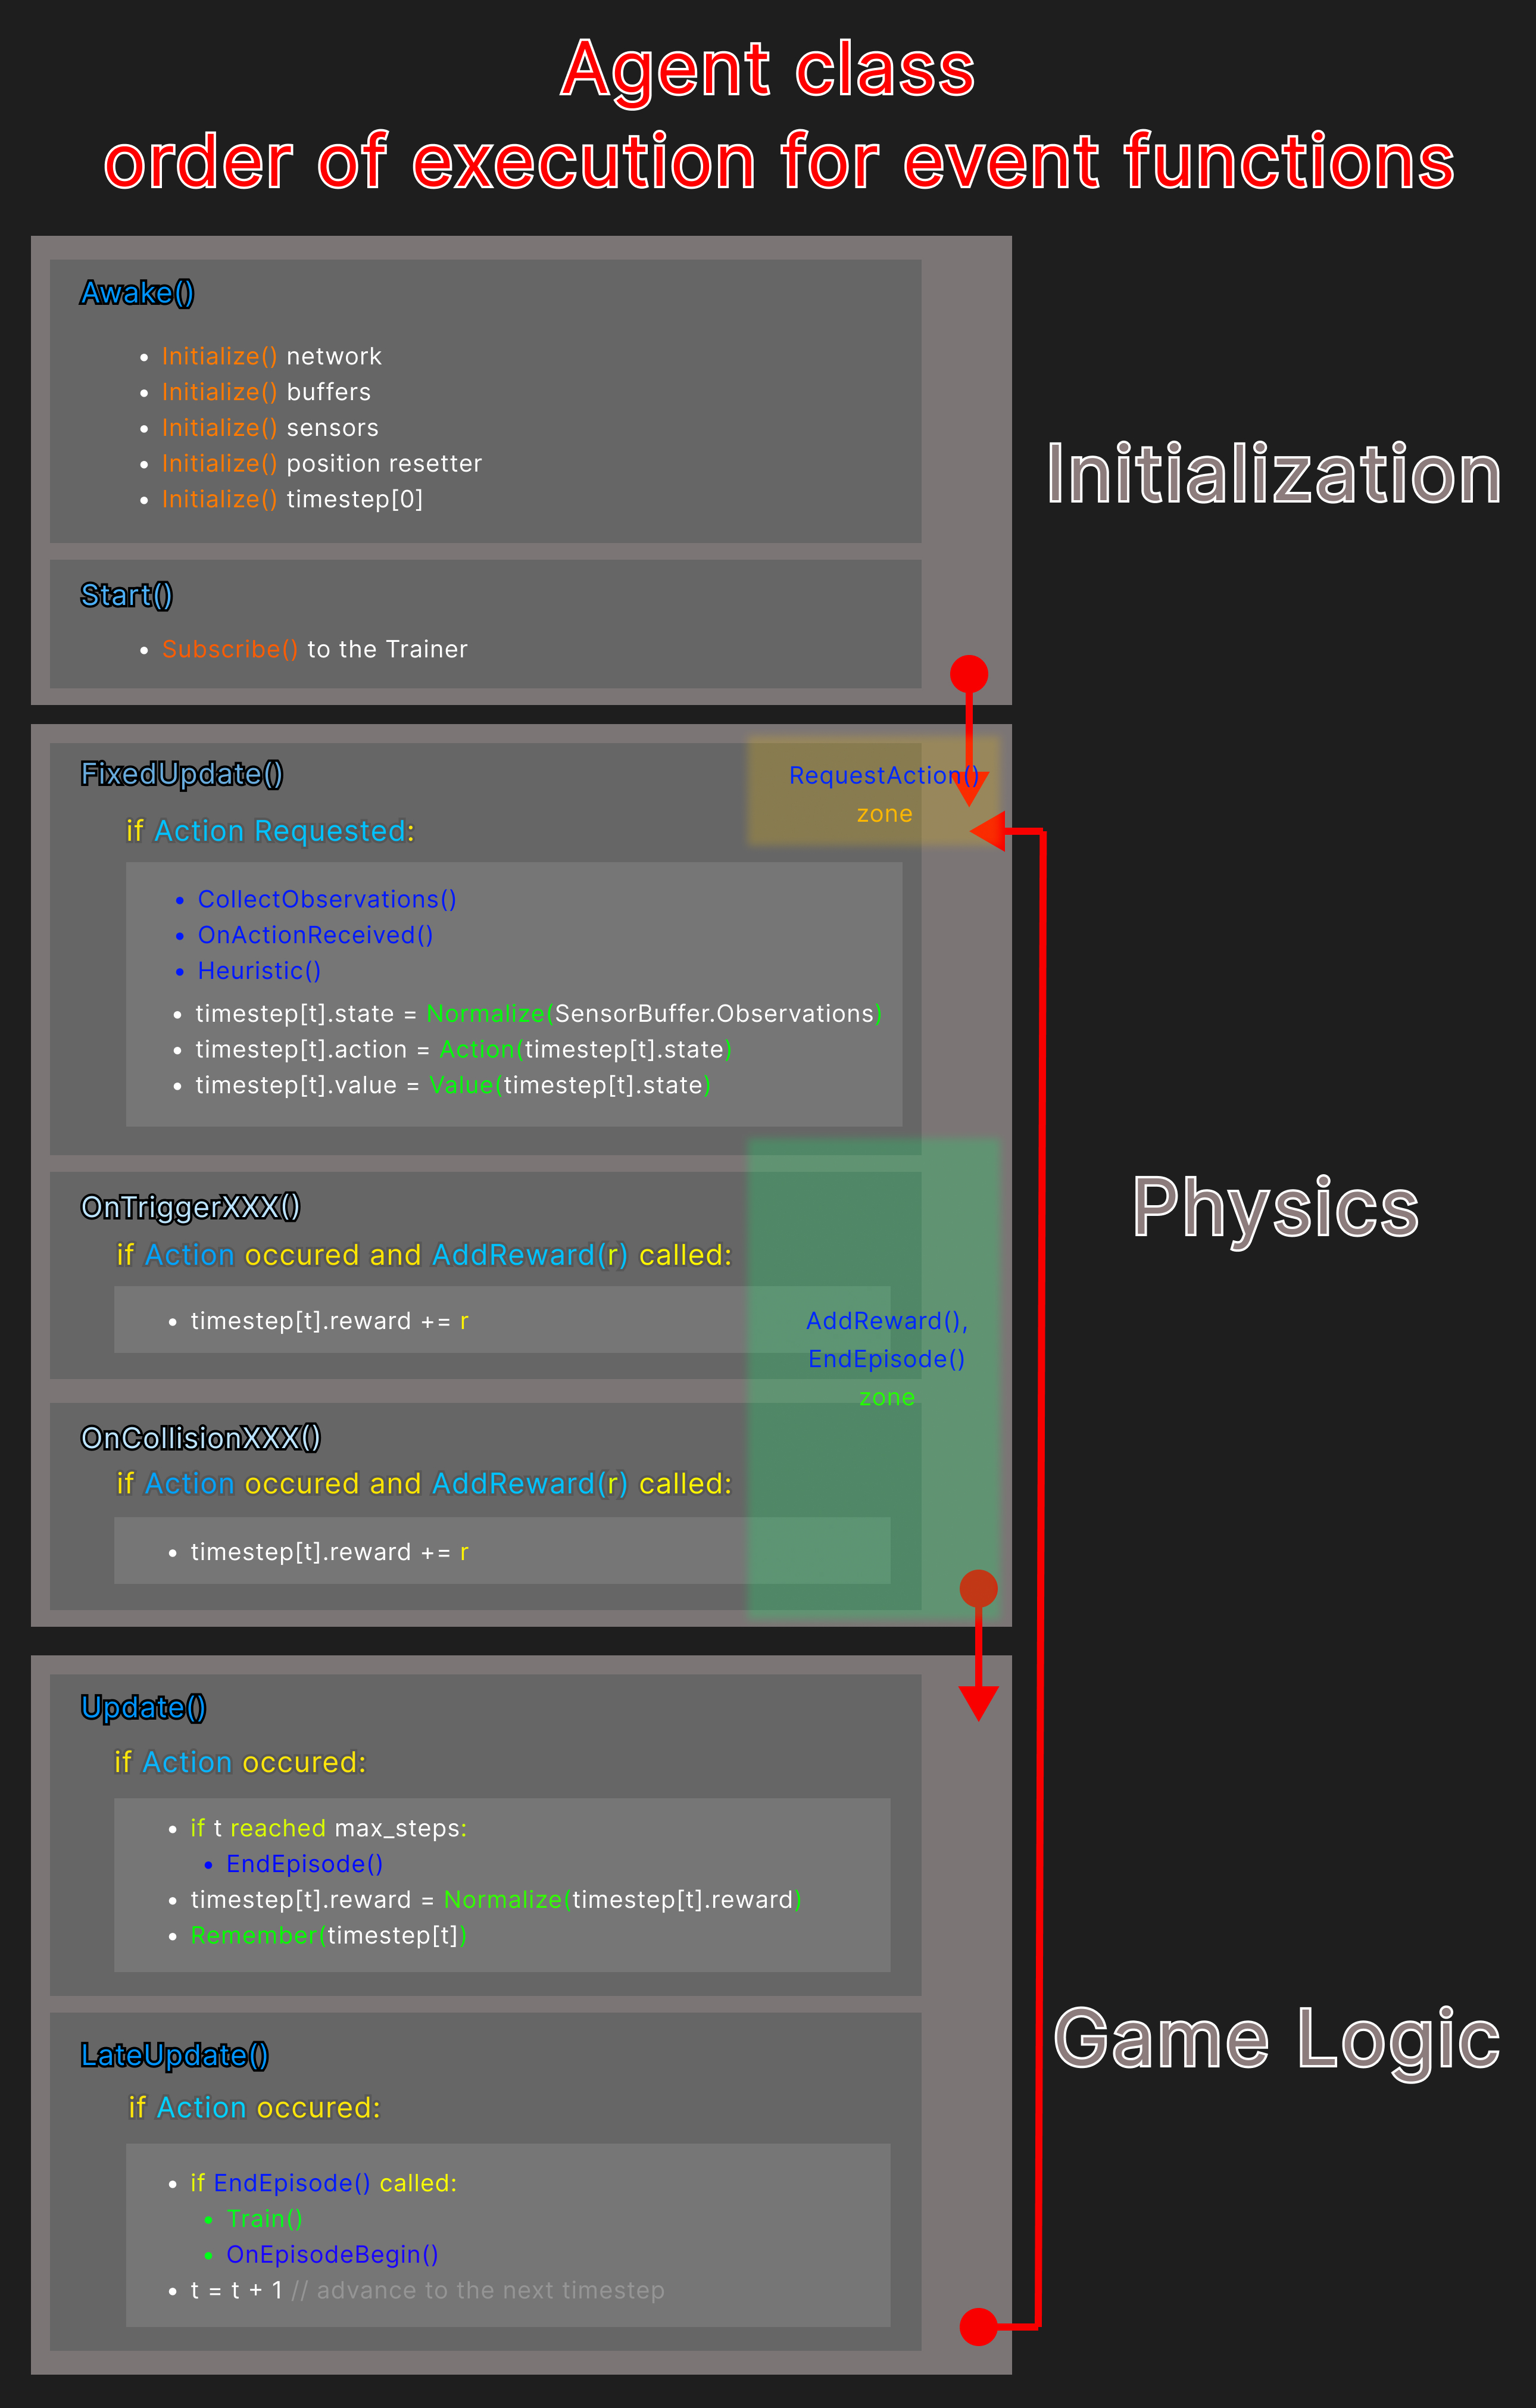 Agent class
order of execution for event functions
Awake()
• Initialize() network
• Initialize() buffers
• Initialize() sensors
• Initialize() position resetter
• Initialize() timestep[0]
Initialization
Start()
• Subscribe() to the Trainer
FixedUpdate()
RequestAction()
zone
if Action Requested:
• CollectObservations()
• OnActionReceived()
• Heuristic()
• timestep[t].state = Normalize(SensorBuffer.Observations)
• timestep[t].action = Action(timestep[t].state)
• timestep[t].value = Value(timestep[t].state)
Physics
OnTriggerXXX()
if Action occured and AddReward(r) called:
• timestep[t].reward += r
AddReward(),
EndEpisode()
zone
OnCollisionXXX()
if Action occured and AddReward(r) called:
• timestep[t].reward += r
Update()
if Action occured:
• if t reached max_steps:
• EndEpisode()
• timestep[t].reward = Normalize(timestep[t].reward)
• Remember(timestep[t])
Game Logic
LateUpdate()
if Action occured:
• if EndEpisode() called:
• Train()
• OnEpisodeBegin()
• t = t + 1 // advance to the next timestep